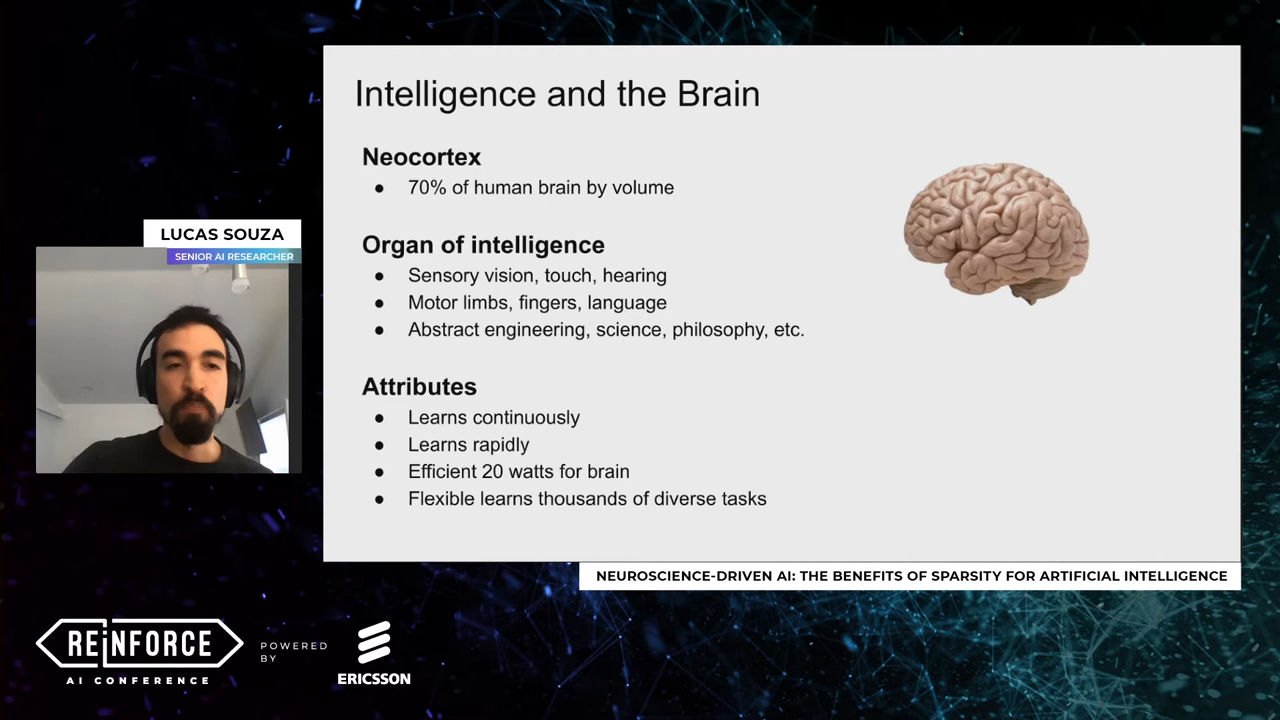 Intelligence and the Brain
Neocortex
● 70% of human brain by volume
Organ of intelligence
● Sensory vision, touch, hearing
● Motor limbs, fingers, language
● Abstract engineering, science, philosophy, etc.
Attributes
● Learns continuously
● Learns rapidly
● Efficient 20 watts for brain
● Flexible learns thousands of diverse tasks
LUCAS SOUZA
SENIOR AI RESEARCHER
NEUROSCIENCE-DRIVEN AI: THE BENEFITS OF SPARSITY FOR ARTIFICIAL INTELLIGENCE
REiNFORCE
AI CONFERENCE
POWERED
BY
ERICSSON